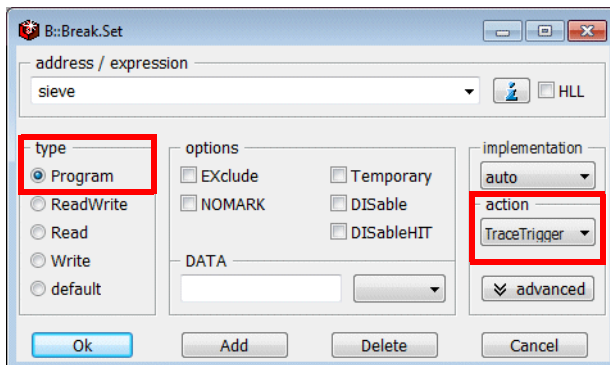 B::Break.Set
address / expression
sieve
i HLL
type
Program
ReadWrite
Read
Write
default
options
EXclude Temporary
NOMARK DISable
DISableHIT
DATA
implementation
auto
action
TraceTrigger
advanced
Ok Add Delete Cancel